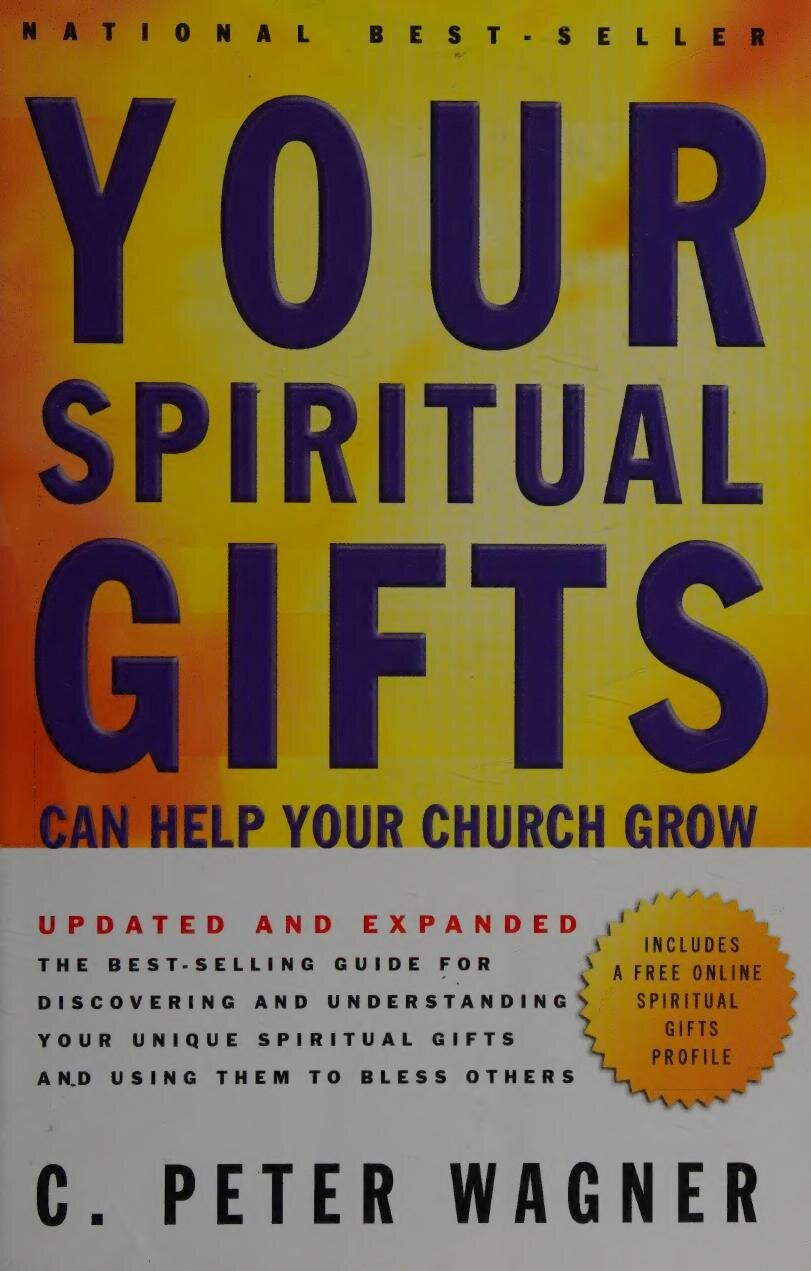 NATIONAL BEST-SELLER
YOUR
SPIRITUAL
GIFTS
CAN HELP YOUR CHURCH GROW
UPDATED AND EXPANDED
THE BEST-SELLING GUIDE FOR
DISCOVERING AND UNDERSTANDING
YOUR UNIQUE SPIRITUAL GIFTS
AND USING THEM TO BLESS OTHERS
INCLUDES
A FREE ONLINE
SPIRITUAL
GIFTS
PROFILE
C. PETER WAGNER